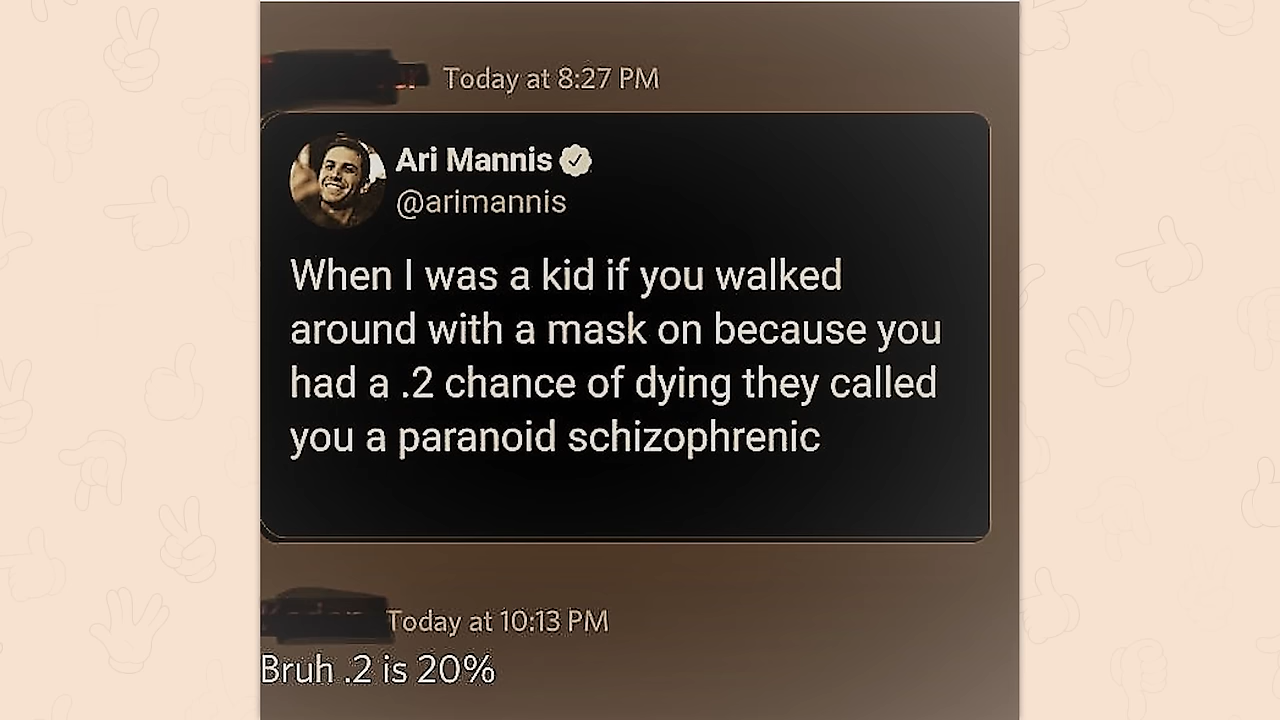 Today at 8:27 PM
Ari Mannis
@arimannis
When I was a kid if you walked
around with a mask on because you
had a .2 chance of dying they called
you a paranoid schizophrenic
Today at 10:13 PM
Bruh .2 is 20%